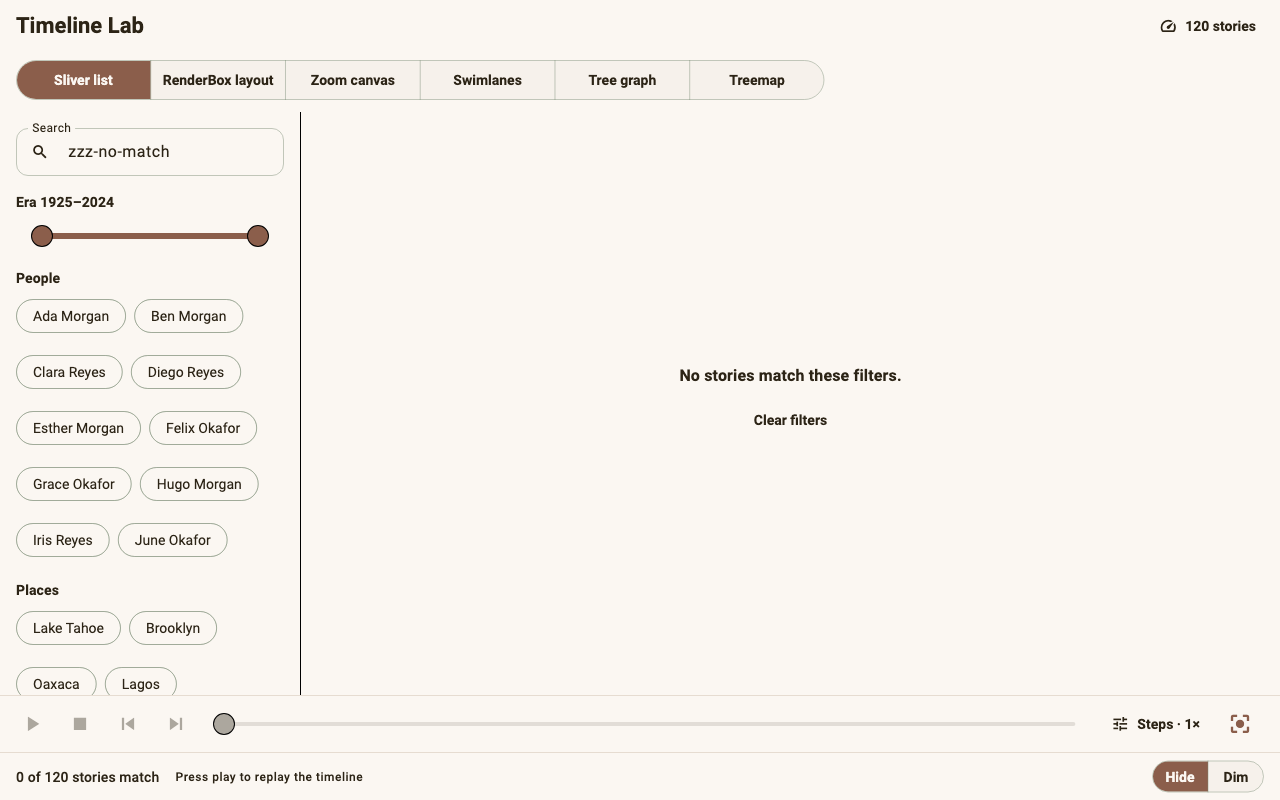 Timeline Lab
120 stories
Sliver list
RenderBox layout
Zoom canvas
Swimlanes
Tree graph
Treemap
Search
zzz-no-match
Era 1925–2024
People
Ada Morgan
Ben Morgan
Clara Reyes
Diego Reyes
Esther Morgan
Felix Okafor
Grace Okafor
Hugo Morgan
Iris Reyes
June Okafor
Places
Lake Tahoe
Brooklyn
Oaxaca
Lagos
No stories match these filters.
Clear filters
Steps · 1×
0 of 120 stories match
Press play to replay the timeline
Hide
Dim